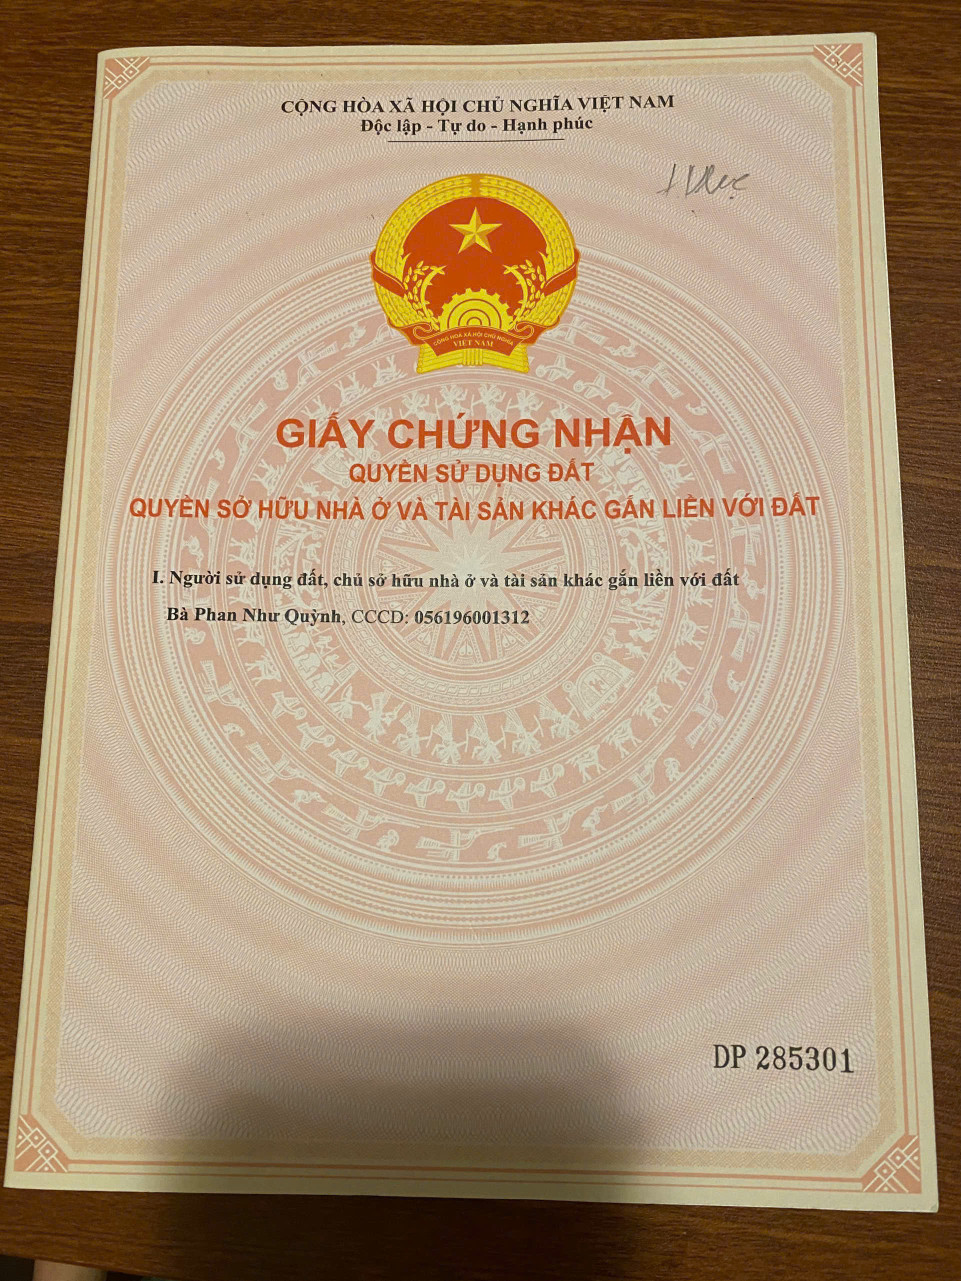 CỘNG HÒA XÃ HỘI CHỦ NGHĨA VIỆT NAM
Độc lập - Tự do - Hạnh phúc
CỘNG HOÀ XÃ HỘI CHỦ NGHĨA
VIỆT NAM
GIẤY CHỨNG NHẬN
QUYỀN SỬ DỤNG ĐẤT
QUYỀN SỞ HỮU NHÀ Ở VÀ TÀI SẢN KHÁC GẮN LIỀN VỚI ĐẤT
I. Người sử dụng đất, chủ sở hữu nhà ở và tài sản khác gắn liền với đất
Bà Phan Như Quỳnh, CCCD: 056196001312
DP 285301